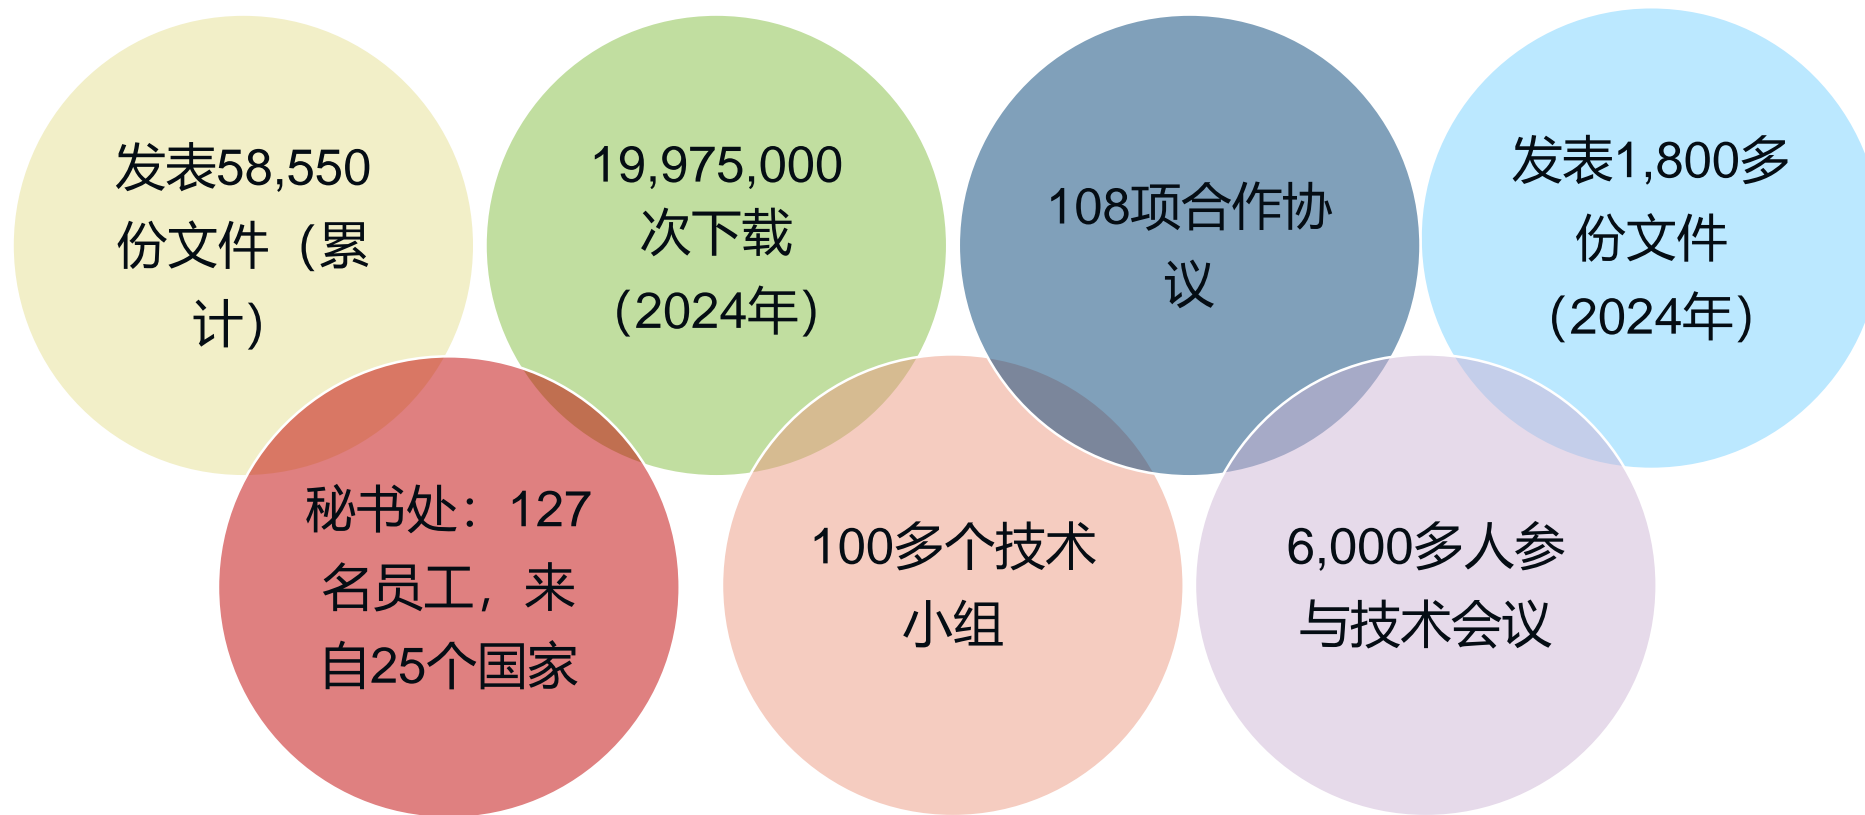 发表58,550
份文件（累
计）
19,975,000
次下载
（2024年）
108项合作协
议
发表1,800多
份文件
（2024年）
秘书处：127
名员工，来
自25个国家
100多个技术
小组
6,000多人参
与技术会议